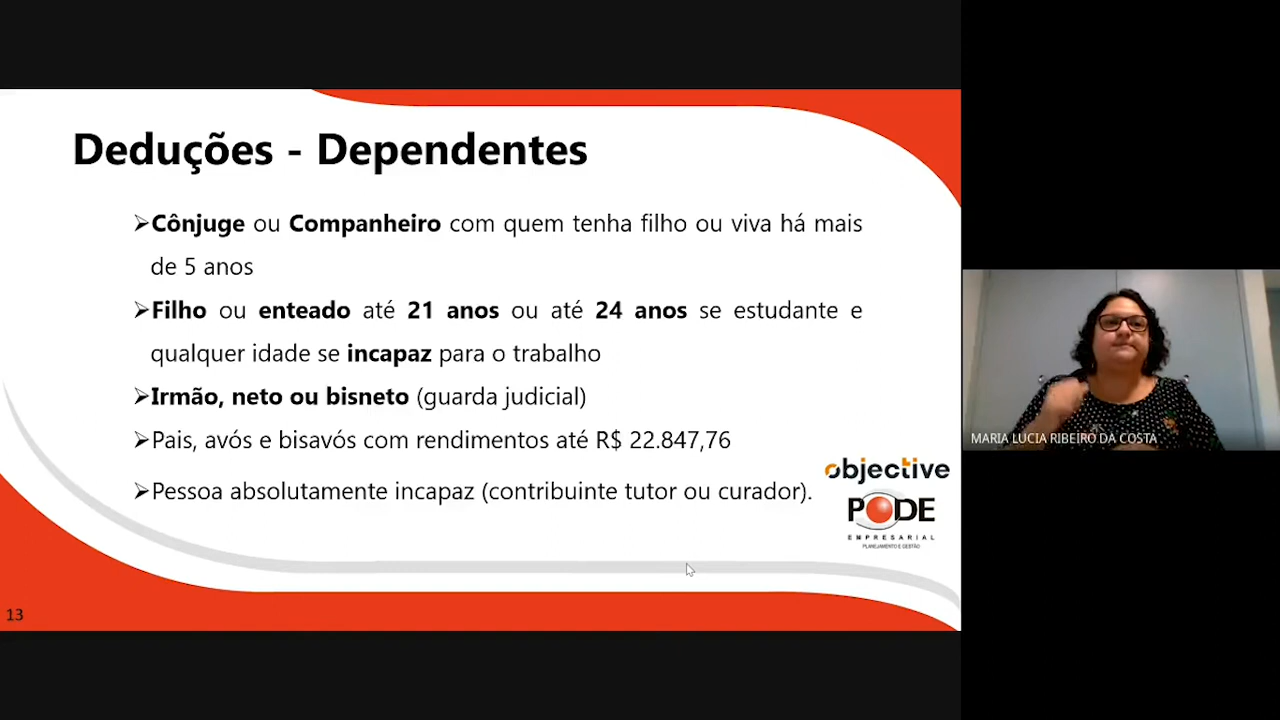 Deduções - Dependentes
➢Cônjuge ou Companheiro com quem tenha filho ou viva há mais
de 5 anos
➢Filho ou enteado até 21 anos ou até 24 anos se estudante e
qualquer idade se incapaz para o trabalho
➢Irmão, neto ou bisneto (guarda judicial)
➢Pais, avós e bisavós com rendimentos até R$ 22.847,76
➢Pessoa absolutamente incapaz (contribuinte tutor ou curador).
objective
PODE
EMPRESARIAL
PLANEJAMENTO E GESTÃO
13
MARIA LUCIA RIBEIRO DA COSTA